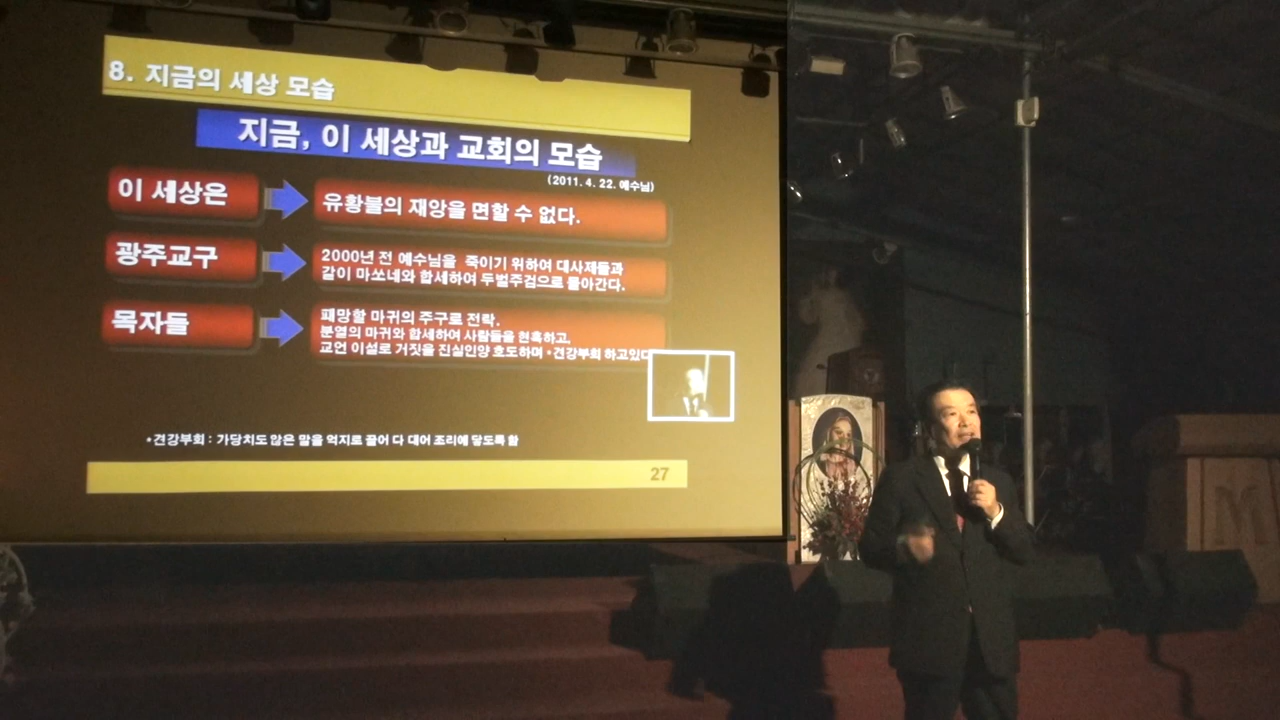 8. 지금의 세상 모습
지금, 이 세상과 교회의 모습
(2011. 4. 22. 예수님)
이 세상은
유황불의 재앙을 면할 수 없다.
광주교구
2000년 전 예수님을 죽이기 위하여 대사제들과
같이 마쏘네와 합세하여 두벌주검으로 몰아간다.
목자들
패망할 마귀의 주구로 전락.
분열의 마귀와 합세하여 사람들을 현혹하고,
교언 이설로 거짓을 진실인양 호도하며 *견강부회 하고있다
*견강부회 : 가당치도 않은 말을 억지로 끌어 다 대어 조리에 닿도록 함
27
M